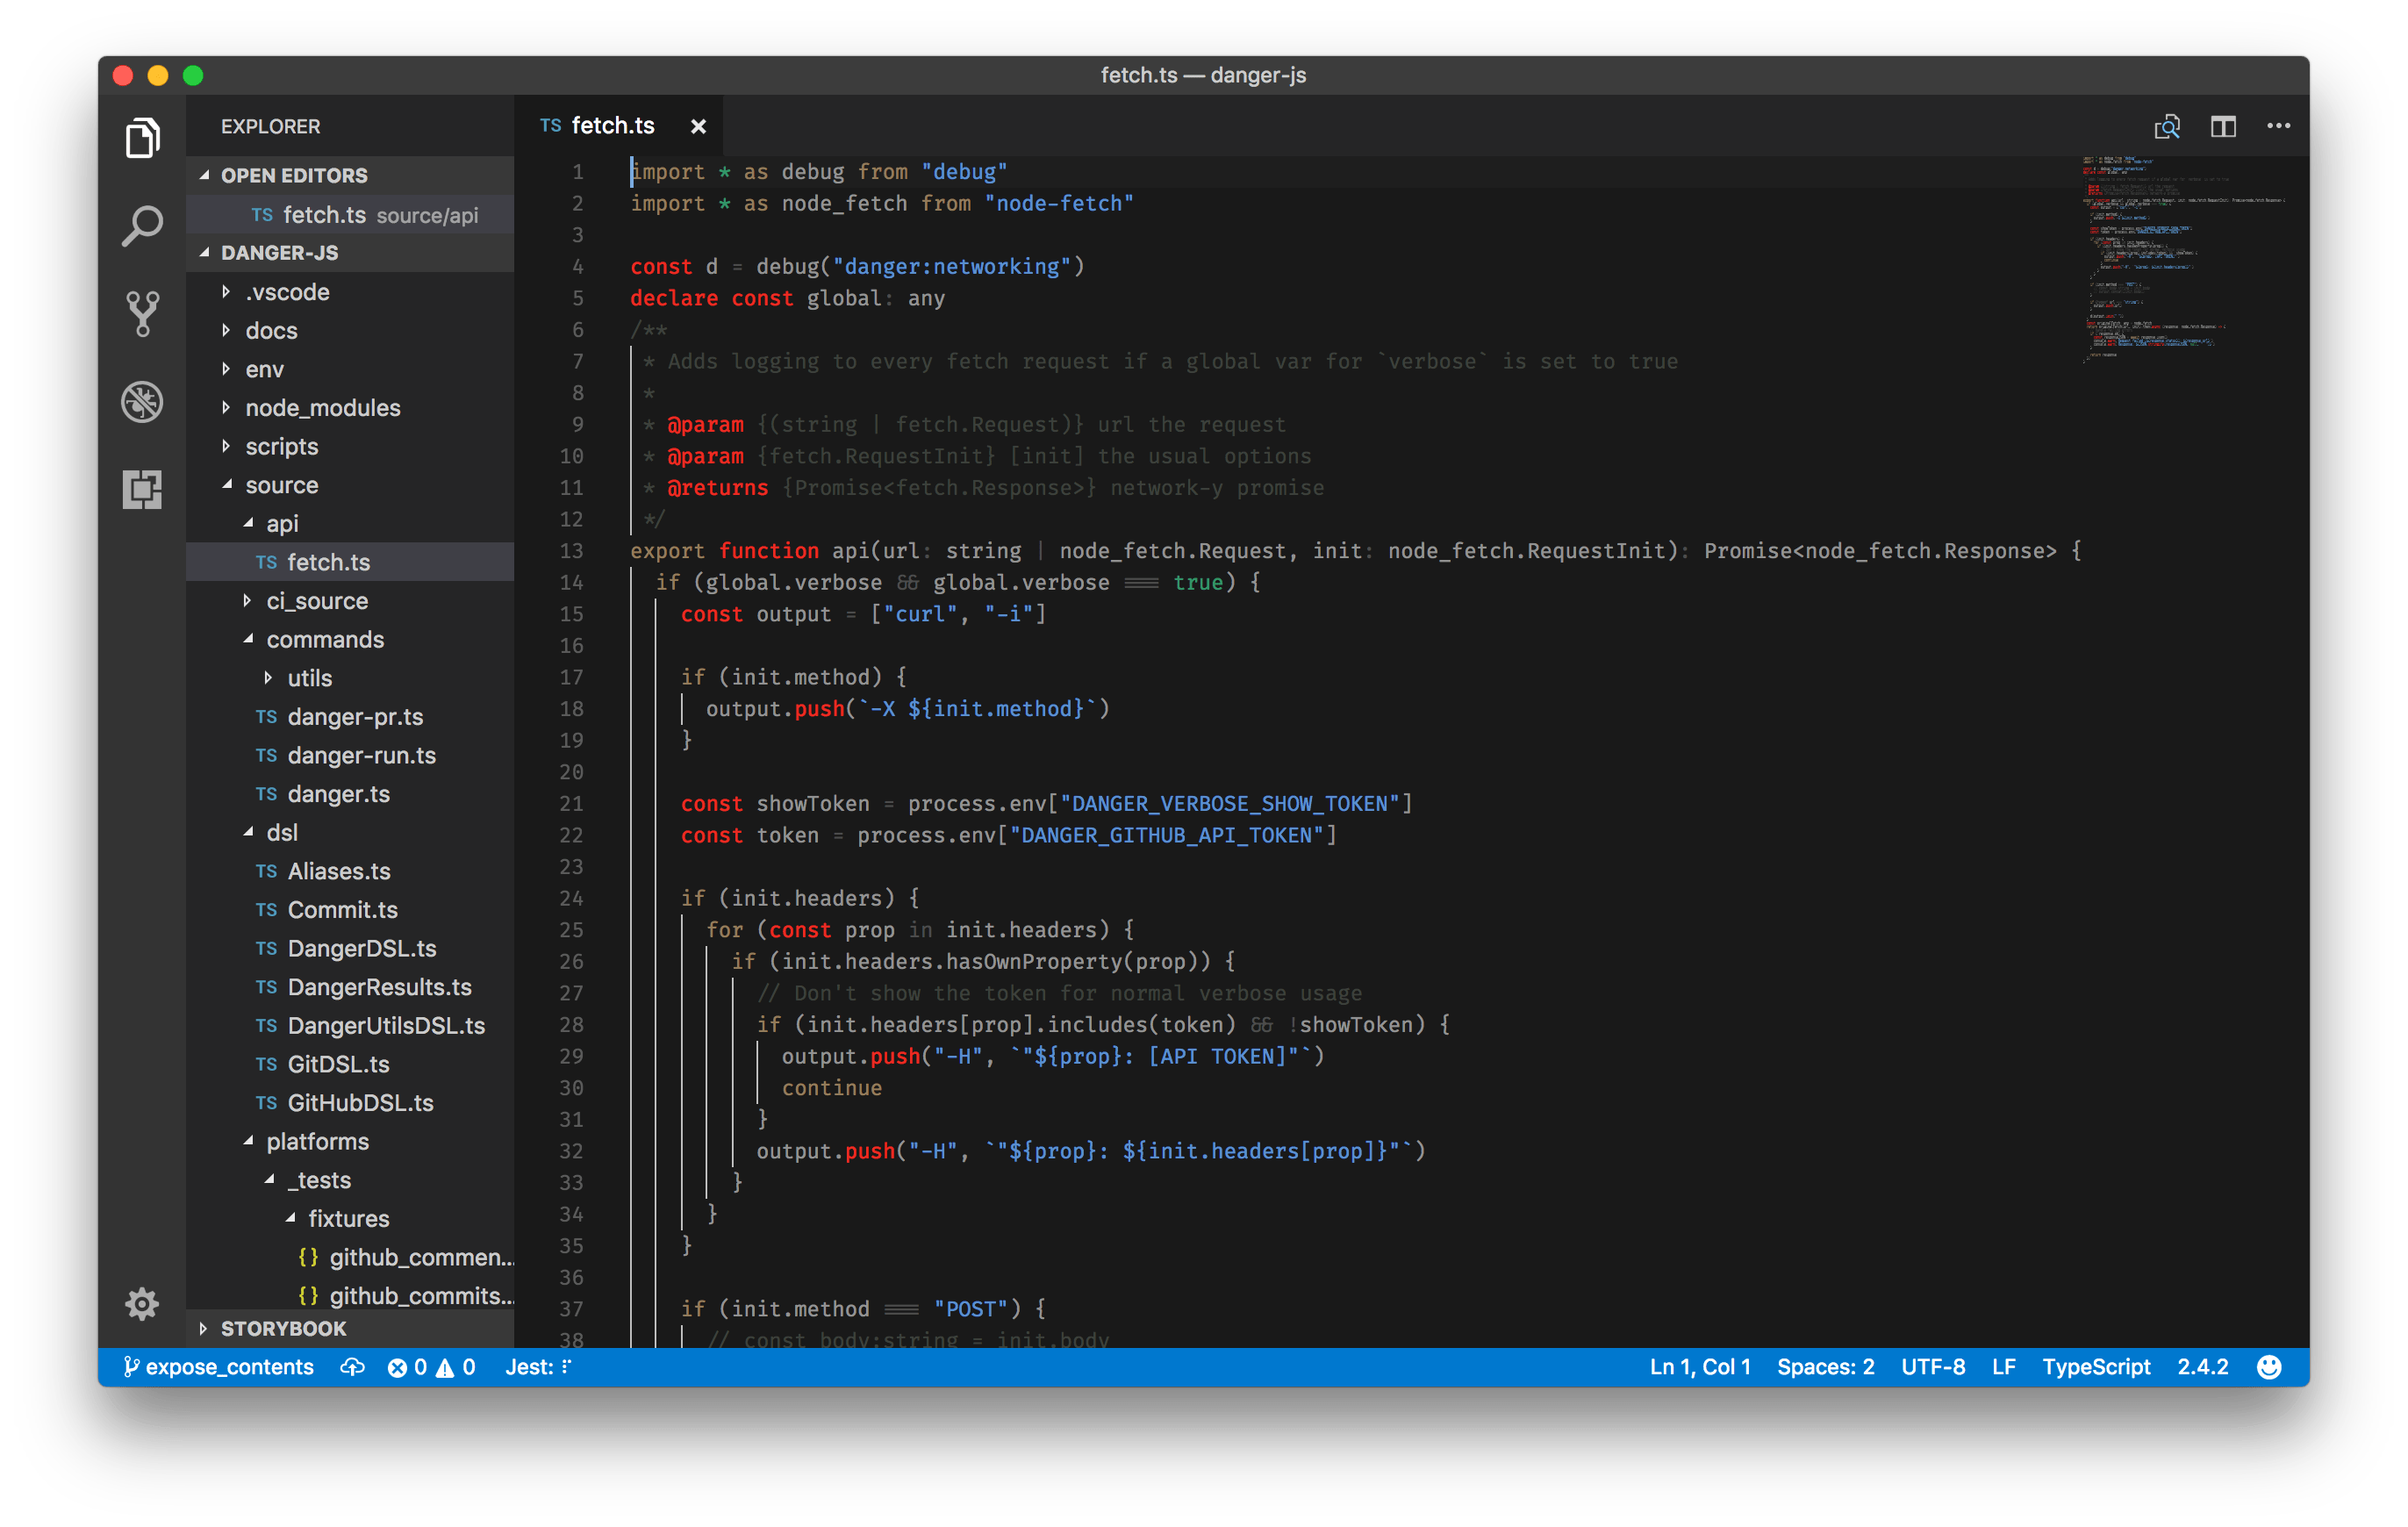 fetch.ts — danger-js
EXPLORER
OPEN EDITORS
TS fetch.ts source/api
DANGER-JS
.vscode
docs
env
node_modules
scripts
source
api
TS fetch.ts
ci_source
commands
utils
TS danger-pr.ts
TS danger-run.ts
TS danger.ts
dsl
TS Aliases.ts
TS Commit.ts
TS DangerDSL.ts
TS DangerResults.ts
TS DangerUtilsDSL.ts
TS GitDSL.ts
TS GitHubDSL.ts
platforms
_tests
fixtures
{} github_commen...
{} github_commits...
STORYBOOK
TS fetch.ts
1 import * as debug from "debug"
2 import * as node_fetch from "node-fetch"
3
4 const d = debug("danger:networking")
5 declare const global: any
6 /**
7 * Adds logging to every fetch request if a global var for `verbose` is set to true
8 *
9 * @param {(string | fetch.Request)} url the request
10 * @param {fetch.RequestInit} [init] the usual options
11 * @returns {Promise<fetch.Response>} network-y promise
12 */
13 export function api(url: string | node_fetch.Request, init: node_fetch.RequestInit): Promise<node_fetch.Response> {
14 if (global.verbose && global.verbose === true) {
15 const output = ["curl", "-i"]
16
17 if (init.method) {
18 output.push(`-X ${init.method}`)
19 }
20
21 const showToken = process.env["DANGER_VERBOSE_SHOW_TOKEN"]
22 const token = process.env["DANGER_GITHUB_API_TOKEN"]
23
24 if (init.headers) {
25 for (const prop in init.headers) {
26 if (init.headers.hasOwnProperty(prop)) {
27 // Don't show the token for normal verbose usage
28 if (init.headers[prop].includes(token) && !showToken) {
29 output.push("-H", `"${prop}: [API TOKEN]"`)
30 continue
31 }
32 output.push("-H", `"${prop}: ${init.headers[prop]}"`)
33 }
34 }
35 }
36
37 if (init.method === "POST") {
38 // const body:string = init.body
expose_contents 0 0 Jest: Ln 1, Col 1 Spaces: 2 UTF-8 LF TypeScript 2.4.2